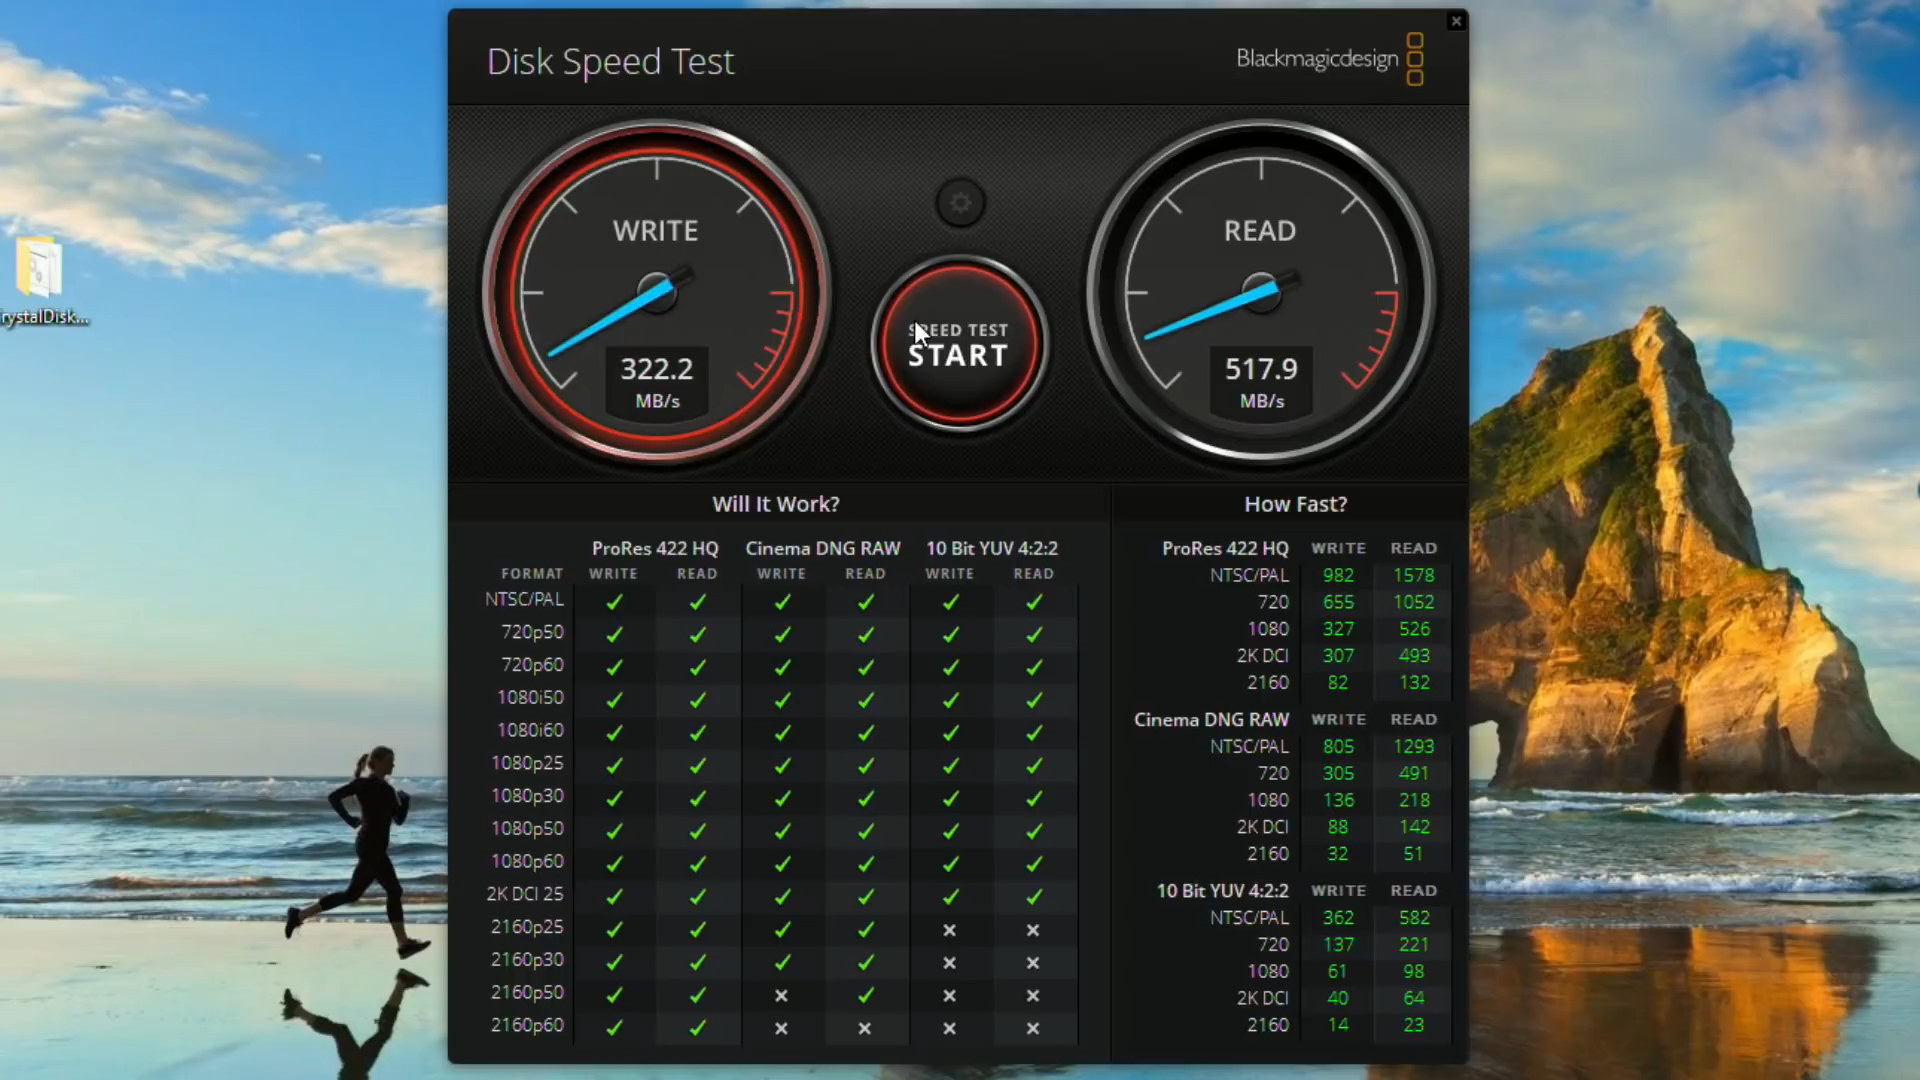 Disk Speed Test
Blackmagicdesign
rystalDisk...
WRITE
322.2
MB/s
SPEED TEST
START
READ
517.9
MB/s
Will It Work?
ProRes 422 HQ Cinema DNG RAW 10 Bit YUV 4:2:2
FORMAT WRITE READ WRITE READ WRITE READ
NTSC/PAL ✓ ✓ ✓ ✓ ✓ ✓
720p50 ✓ ✓ ✓ ✓ ✓ ✓
720p60 ✓ ✓ ✓ ✓ ✓ ✓
1080i50 ✓ ✓ ✓ ✓ ✓ ✓
1080i60 ✓ ✓ ✓ ✓ ✓ ✓
1080p25 ✓ ✓ ✓ ✓ ✓ ✓
1080p30 ✓ ✓ ✓ ✓ ✓ ✓
1080p50 ✓ ✓ ✓ ✓ ✓ ✓
1080p60 ✓ ✓ ✓ ✓ ✓ ✓
2K DCI 25 ✓ ✓ ✓ ✓ ✓ ✓
2160p25 ✓ ✓ ✓ ✓ × ×
2160p30 ✓ ✓ ✓ ✓ × ×
2160p50 ✓ ✓ × ✓ × ×
2160p60 ✓ ✓ × × × ×
How Fast?
ProRes 422 HQ WRITE READ
NTSC/PAL 982 1578
720 655 1052
1080 327 526
2K DCI 307 493
2160 82 132
Cinema DNG RAW WRITE READ
NTSC/PAL 805 1293
720 305 491
1080 136 218
2K DCI 88 142
2160 32 51
10 Bit YUV 4:2:2 WRITE READ
NTSC/PAL 362 582
720 137 221
1080 61 98
2K DCI 40 64
2160 14 23